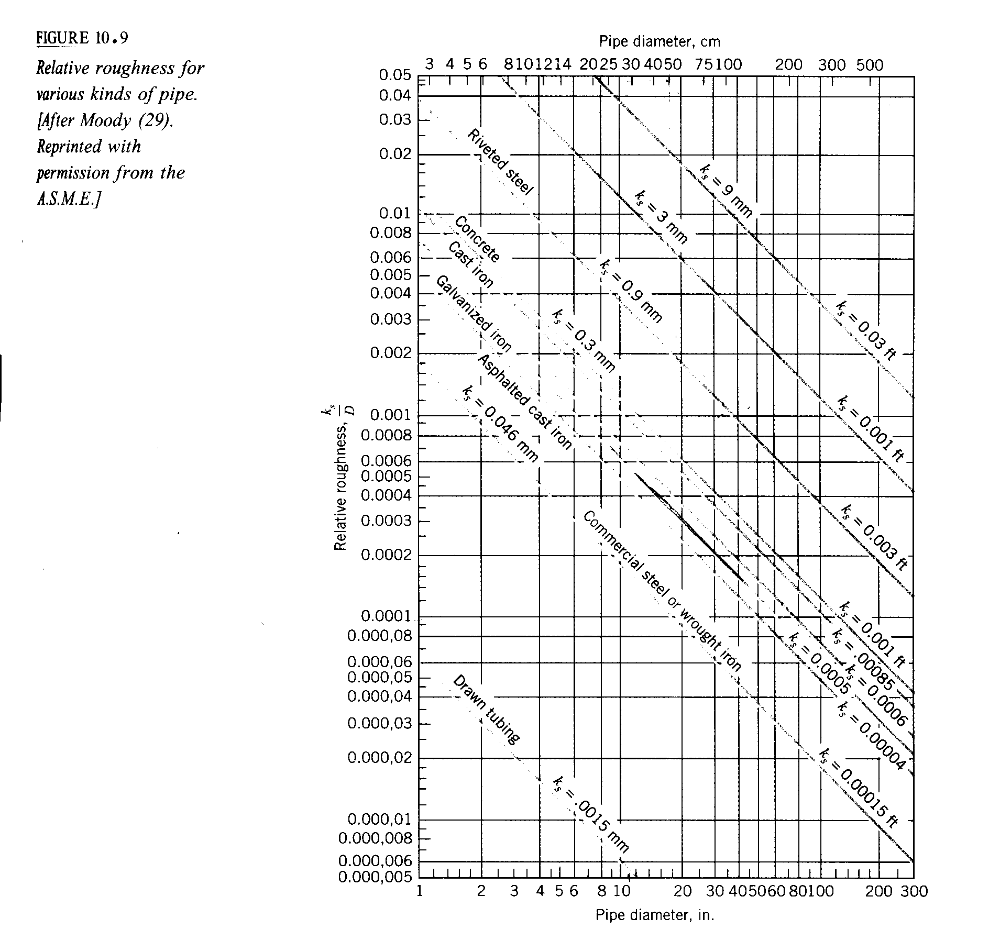 FIGURE 10.9
Relative roughness for
various kinds of pipe.
[After Moody (29).
Reprinted with
permission from the
A.S.M.E.]
Pipe diameter, cm
3 4 5 6 8 10 12 14 20 25 30 40 50 75 100 200 300 500
0.05
0.04
0.03
0.02
0.01
0.008
0.006
0.005
0.004
0.003
0.002
0.001
0.0008
0.0006
0.0005
0.0004
0.0003
0.0002
0.0001
0.000,08
0.000,06
0.000,05
0.000,04
0.000,03
0.000,02
0.000,01
0.000,008
0.000,006
0.000,005
Relative roughness, ks/D
Riveted steel
Concrete
Cast iron
Galvanized iron
Asphalted cast iron
Commercial steel or wrought iron
Drawn tubing
ks = 9 mm
ks = 3 mm
ks = 0.9 mm
ks = 0.3 mm
ks = 0.046 mm
ks = .0015 mm
ks = 0.03 ft
ks = 0.001 ft
ks = 0.003 ft
ks = 0.001 ft
ks = .00085
ks = 0.0006
ks = 0.0005
ks = 0.00004
ks = 0.00015 ft
1 2 3 4 5 6 8 10 20 30 40 50 60 80 100 200 300
Pipe diameter, in.